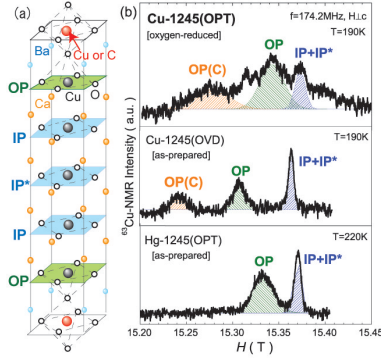 (a)
Cu or C
Ba
OP
Cu
O
Ca
IP
IP*
IP
OP
(b)
Cu-1245(OPT)
[oxygen-reduced]
f=174.2MHz, H⊥c
T=190K
OP
IP+IP*
OP(C)
Cu-1245(OVD)
[as-prepared]
T=190K
OP(C)
OP
IP+IP*
Hg-1245(OPT)
[as-prepared]
T=220K
OP
IP+IP*
⁶³Cu-NMR Intensity ( a.u. )
15.20 15.25 15.30 15.35 15.40 15.45
H ( T )